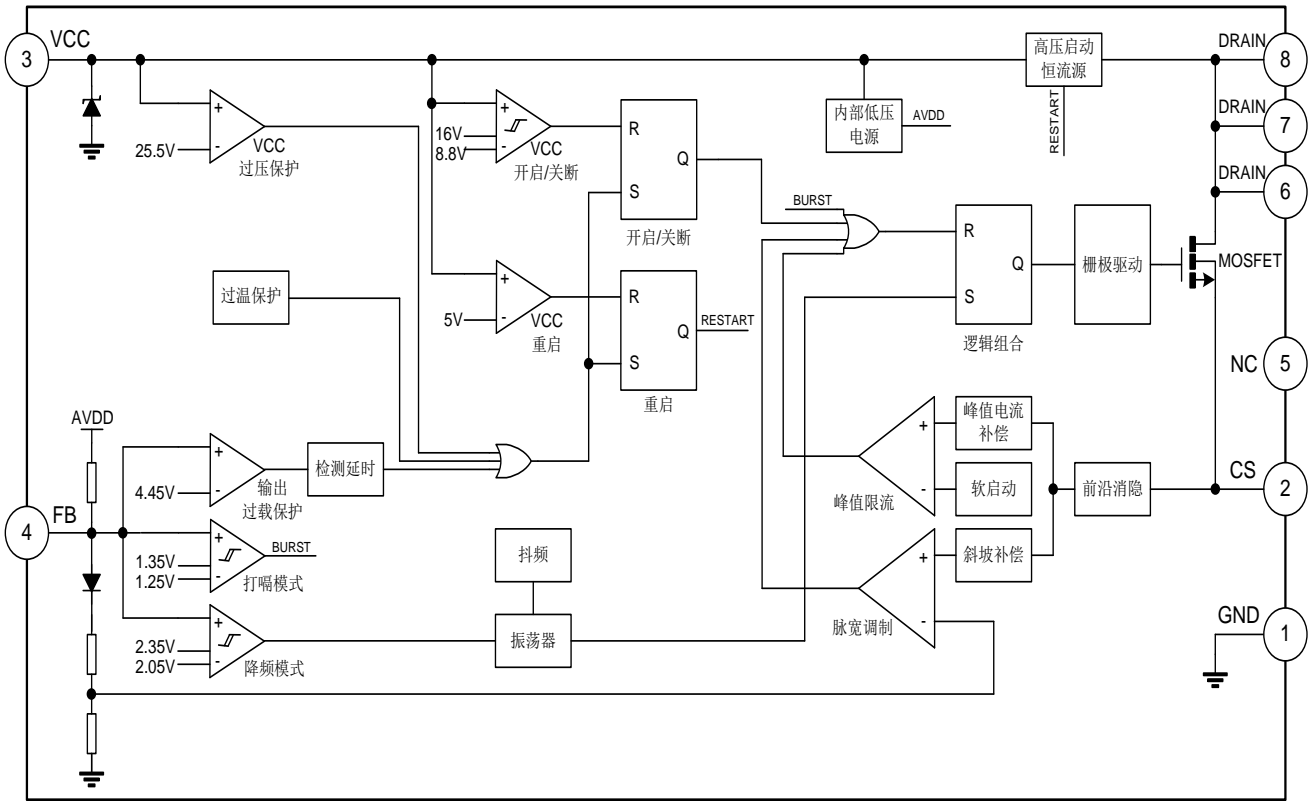 VCC
3
DRAIN
8
高压启动
恒流源
RESTART
DRAIN
7
DRAIN
6
内部低压
电源
AVDD
+
-
25.5V
VCC
过压保护
+
16V
8.8V
-
VCC
开启/关断
R
Q
S
开启/关断
BURST
R
Q
S
逻辑组合
栅极驱动
MOSFET
过温保护
+
5V
-
VCC
重启
R
Q
RESTART
S
重启
NC
5
AVDD
+
4.45V
-
输出
过载保护
检测延时
+
-
峰值限流
峰值电流
补偿
软启动
前沿消隐
CS
2
FB
4
+
1.35V
1.25V
-
BURST
打嗝模式
抖频
+
-
脉宽调制
斜坡补偿
+
2.35V
2.05V
-
降频模式
振荡器
GND
1